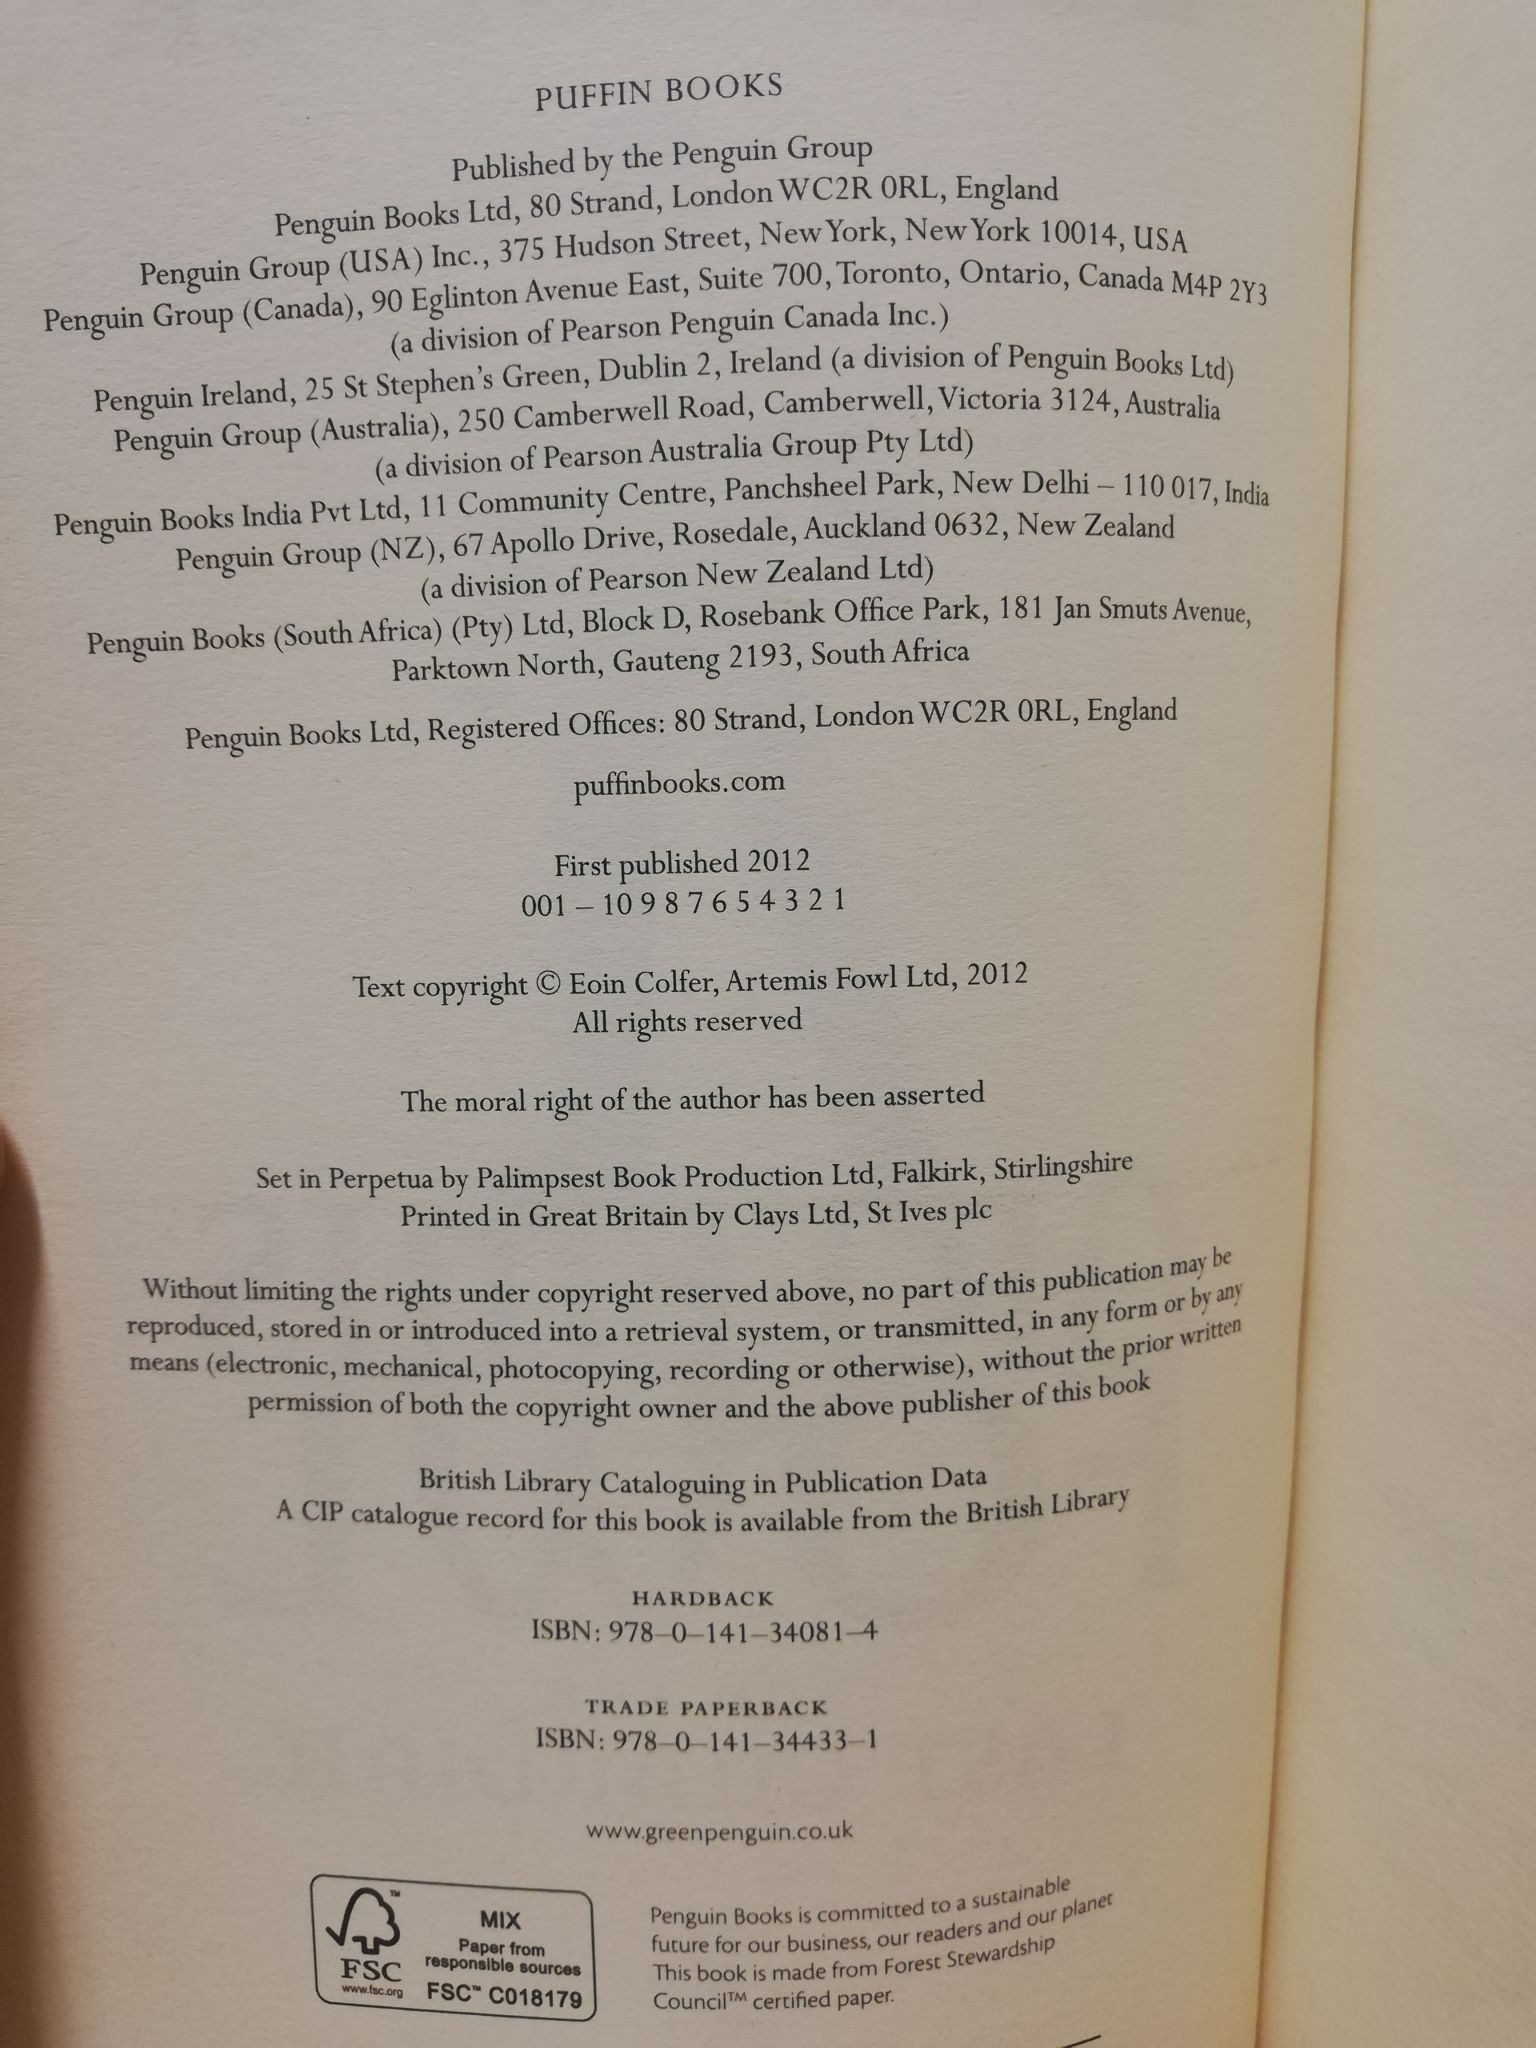 PUFFIN BOOKS
Published by the Penguin Group
Penguin Books Ltd, 80 Strand, London WC2R 0RL, England
Penguin Group (USA) Inc., 375 Hudson Street, New York, New York 10014, USA
Penguin Group (Canada), 90 Eglinton Avenue East, Suite 700, Toronto, Ontario, Canada M4P 2Y3
(a division of Pearson Penguin Canada Inc.)
Penguin Ireland, 25 St Stephen's Green, Dublin 2, Ireland (a division of Penguin Books Ltd)
Penguin Group (Australia), 250 Camberwell Road, Camberwell, Victoria 3124, Australia
(a division of Pearson Australia Group Pty Ltd)
Penguin Books India Pvt Ltd, 11 Community Centre, Panchsheel Park, New Delhi – 110 017, India
Penguin Group (NZ), 67 Apollo Drive, Rosedale, Auckland 0632, New Zealand
(a division of Pearson New Zealand Ltd)
Penguin Books (South Africa) (Pty) Ltd, Block D, Rosebank Office Park, 181 Jan Smuts Avenue,
Parktown North, Gauteng 2193, South Africa
Penguin Books Ltd, Registered Offices: 80 Strand, London WC2R 0RL, England
puffinbooks.com
First published 2012
001 – 10 9 8 7 6 5 4 3 2 1
Text copyright © Eoin Colfer, Artemis Fowl Ltd, 2012
All rights reserved
The moral right of the author has been asserted
Set in Perpetua by Palimpsest Book Production Ltd, Falkirk, Stirlingshire
Printed in Great Britain by Clays Ltd, St Ives plc
Without limiting the rights under copyright reserved above, no part of this publication may be
reproduced, stored in or introduced into a retrieval system, or transmitted, in any form or by any
means (electronic, mechanical, photocopying, recording or otherwise), without the prior written
permission of both the copyright owner and the above publisher of this book
British Library Cataloguing in Publication Data
A CIP catalogue record for this book is available from the British Library
HARDBACK
ISBN: 978–0–141–34081–4
TRADE PAPERBACK
ISBN: 978–0–141–34433–1
www.greenpenguin.co.uk
™
FSC
www.fsc.org
MIX
Paper from
responsible sources
FSC™ C018179
Penguin Books is committed to a sustainable
future for our business, our readers and our planet
This book is made from Forest Stewardship
Council™ certified paper.